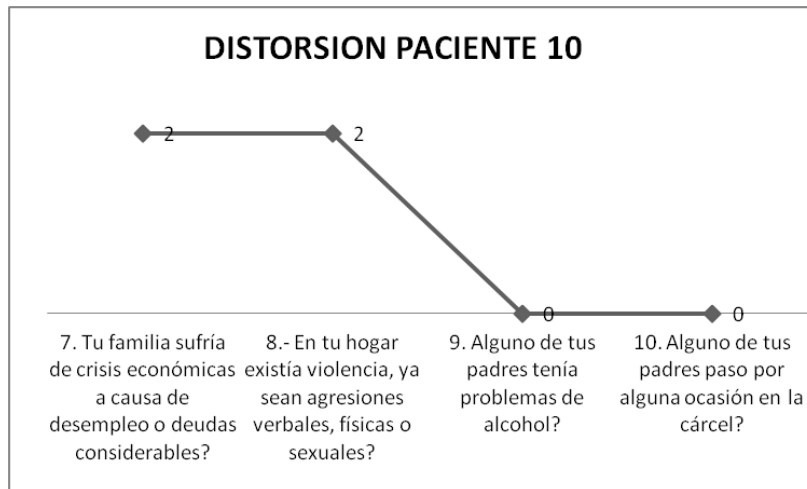 DISTORSION PACIENTE 10
2
2
0
0
7. Tu familia sufría
de crisis económicas
a causa de
desempleo o deudas
considerables?
8.- En tu hogar
existía violencia, ya
sean agresiones
verbales, físicas o
sexuales?
9. Alguno de tus
padres tenía
problemas de
alcohol?
10. Alguno de tus
padres paso por
alguna ocasión en la
cárcel?